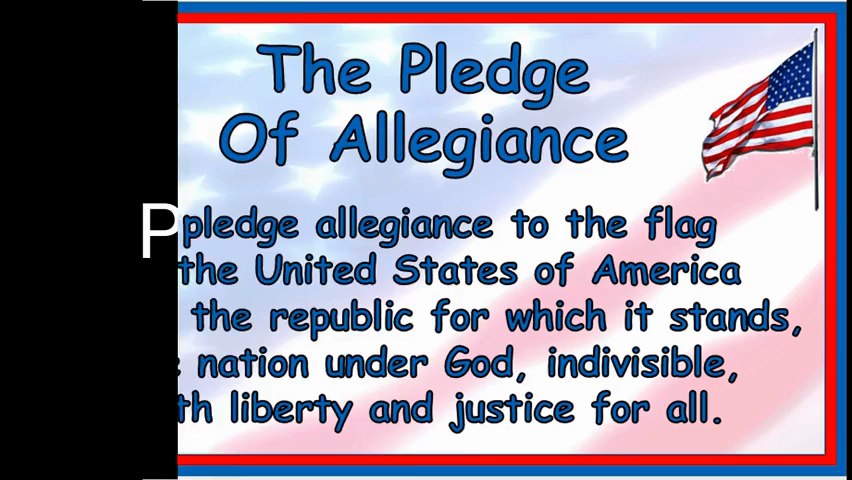 The Pledge
Of Allegiance
P pledge allegiance to the flag
the United States of America
the republic for which it stands,
nation under God, indivisible,
th liberty and justice for all.